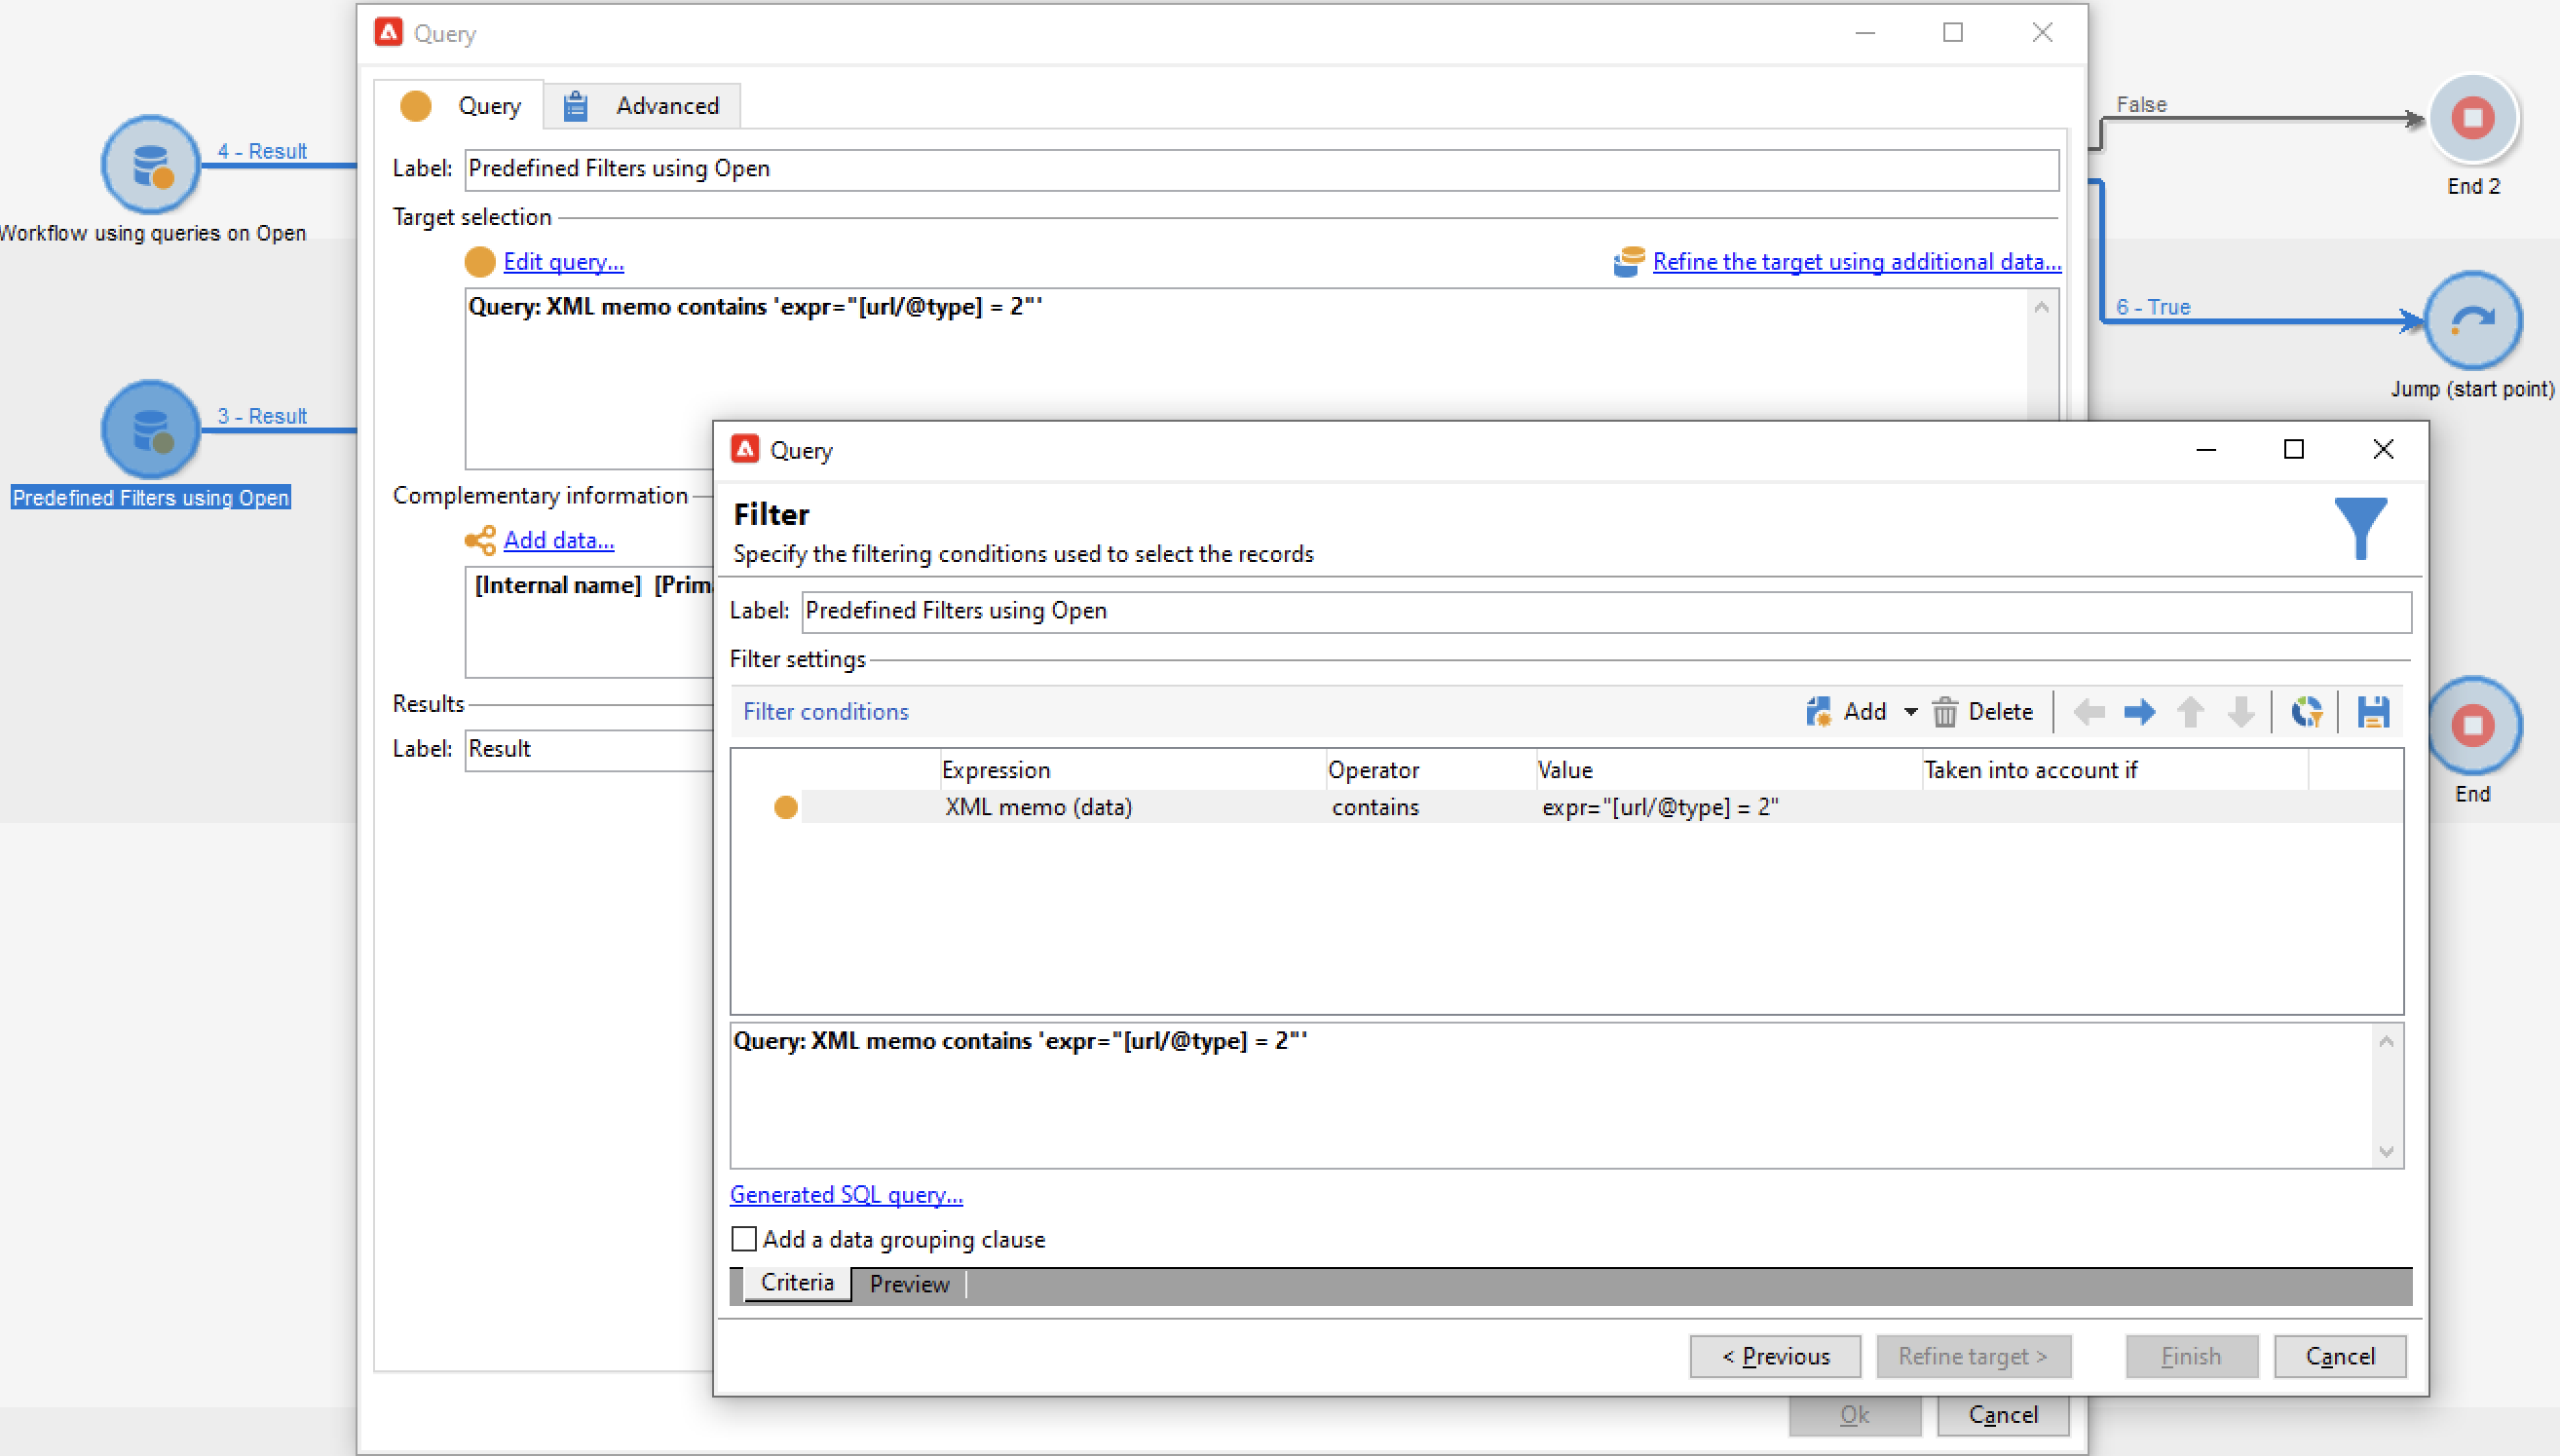 Query
Query
Advanced
Label: Predefined Filters using Open
Target selection
Edit query...
Refine the target using additional data...
Query: XML memo contains 'expr="[url/@type] = 2"'
Complementary information
Add data...
[Internal name]
Results
Label: Result
4 - Result
Workflow using queries on Open
3 - Result
Predefined Filters using Open
False
End 2
6 - True
Jump (start point)
End
Query
Filter
Specify the filtering conditions used to select the records
Label: Predefined Filters using Open
Filter settings
Filter conditions
Add
Delete
Expression Operator Value Taken into account if
XML memo (data) contains expr="[url/@type] = 2"
Query: XML memo contains 'expr="[url/@type] = 2"'
Generated SQL query...
Add a data grouping clause
Criteria Preview
< Previous Refine target > Finish Cancel
Ok Cancel